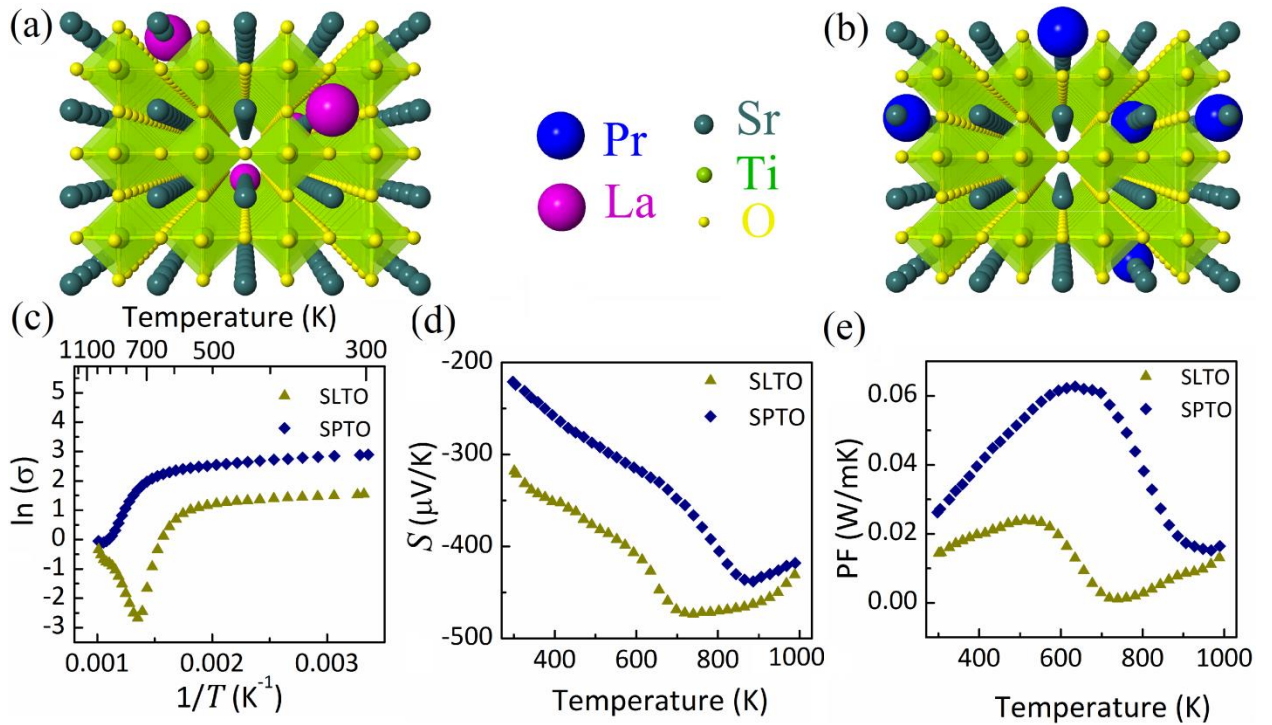 (a)
(b)
Pr
Sr
La
Ti
O
(c)
Temperature (K)
1100 700 500 300
SLTO
SPTO
5
4
3
2
1
0
-1
-2
-3
ln (σ)
0.001 0.002 0.003
1/T (K⁻¹)
(d)
-200
-300
-400
-500
S (μV/K)
SLTO
SPTO
400 600 800 1000
Temperature (K)
(e)
0.06
0.04
0.02
0.00
PF (W/mK)
SLTO
SPTO
400 600 800 1000
Temperature (K)